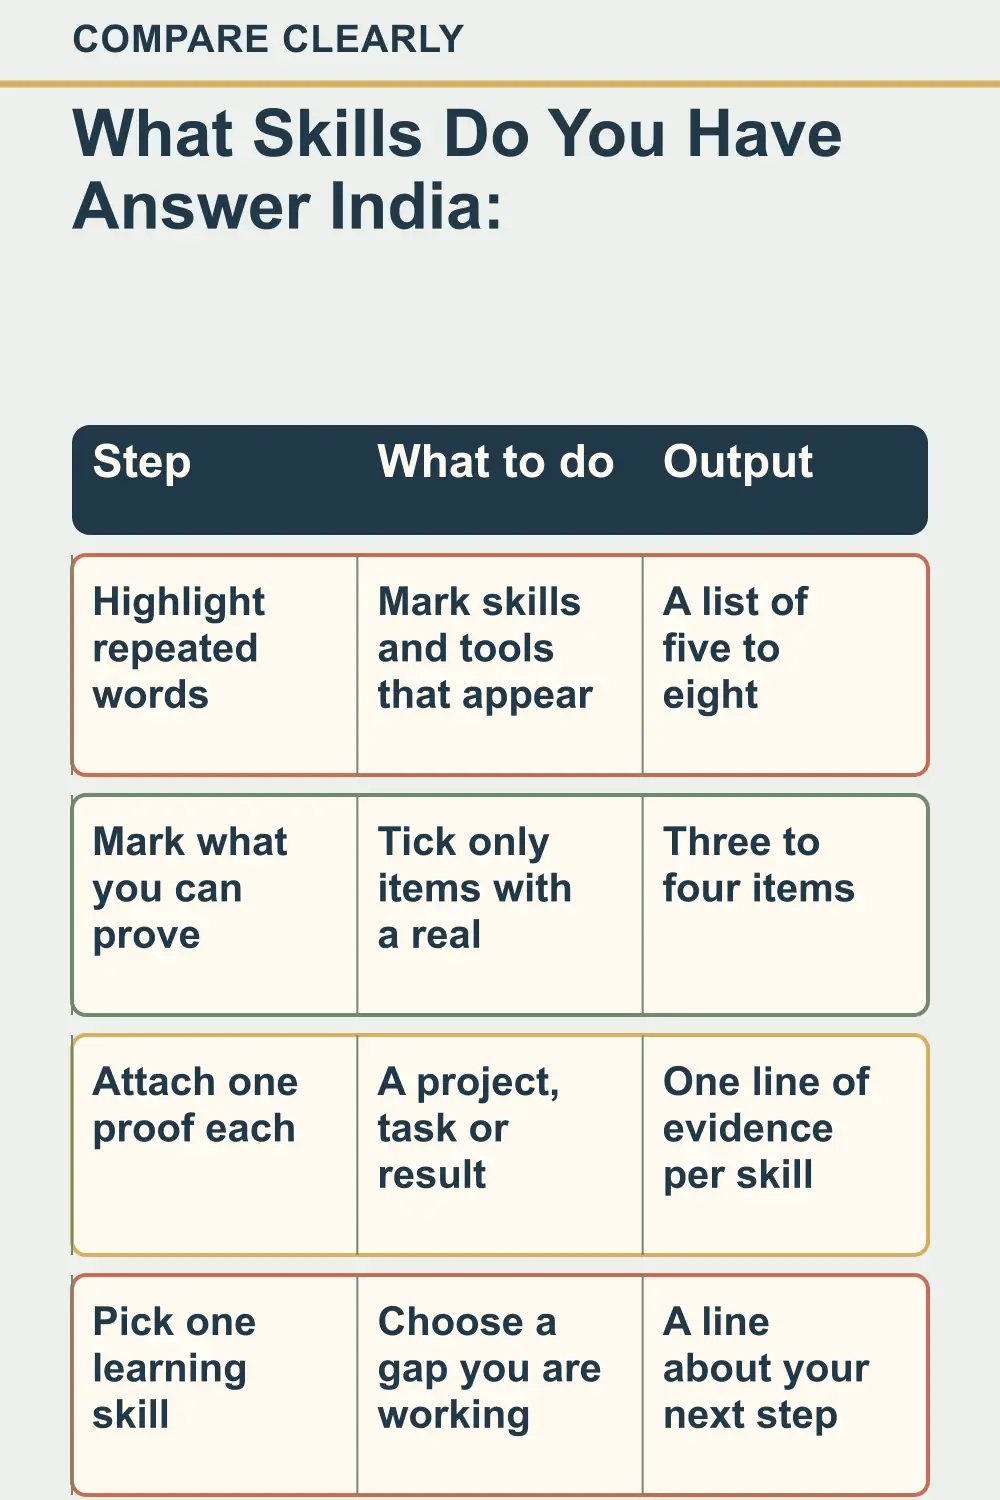 COMPARE CLEARLY
What Skills Do You Have
Answer India:
Step
What to do
Output
Highlight
repeated
words
Mark skills
and tools
that appear
A list of
five to
eight
Mark what
you can
prove
Tick only
items with
a real
Three to
four items
Attach one
proof each
A project,
task or
result
One line of
evidence
per skill
Pick one
learning
skill
Choose a
gap you are
working
A line
about your
next step